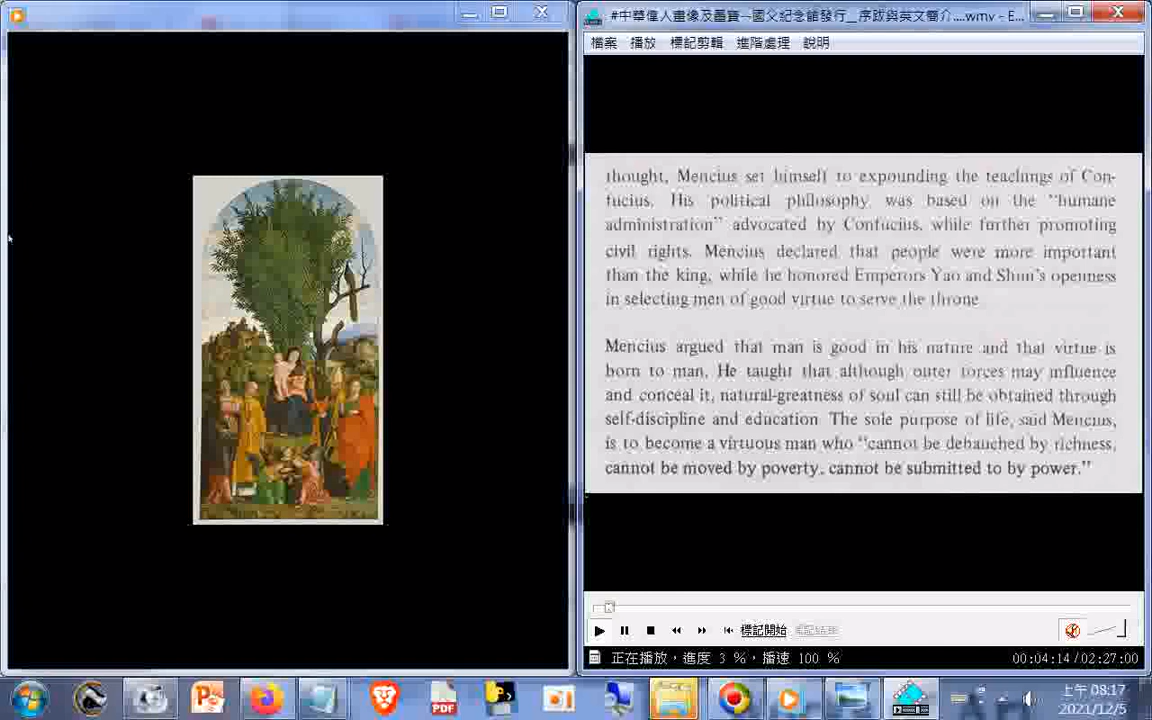 #中華偉人畫像及墨寶--國父紀念館發行__序跋與英文簡介....wmv - E...
檔案 播放 標記剪輯 進階處理 說明
thought, Mencius set himself to expounding the teachings of Con-
fucius. His political philosophy was based on the "humane
administration" advocated by Confucius, while further promoting
civil rights. Mencius declared that people were more important
than the king, while he honored Emperors Yao and Shun's openness
in selecting men of good virtue to serve the throne
Mencius argued that man is good in his nature and that virtue is
born to man. He taught that although outer forces may influence
and conceal it, natural-greatness of soul can still be obtained through
self-discipline and education. The sole purpose of life, said Mencius,
is to become a virtuous man who "cannot be debauched by richness,
cannot be moved by poverty, cannot be submitted to by power."
標記開始 標記結束
正在播放，進度 3 %，播速 100 %
00:04:14 / 02:27:00
PDF
上午 08:17
2021/12/5